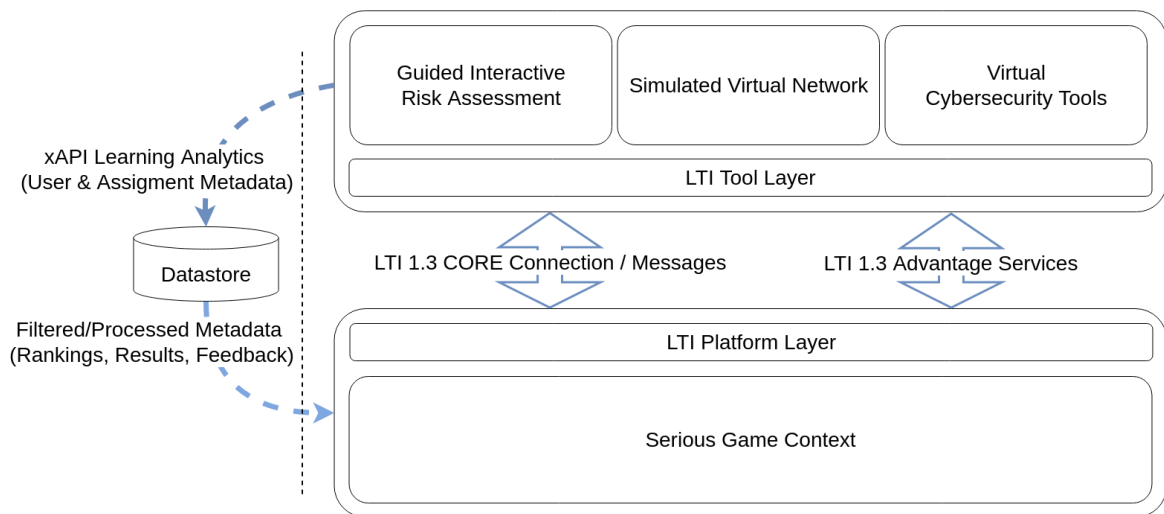 Guided Interactive
Risk Assessment
Simulated Virtual Network
Virtual
Cybersecurity Tools
LTI Tool Layer
xAPI Learning Analytics
(User & Assigment Metadata)
Datastore
Filtered/Processed Metadata
(Rankings, Results, Feedback)
LTI 1.3 CORE Connection / Messages
LTI 1.3 Advantage Services
LTI Platform Layer
Serious Game Context